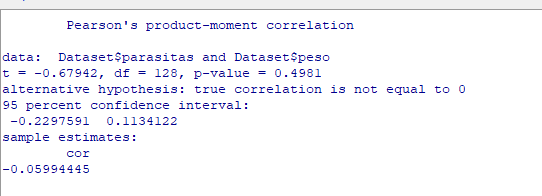 Pearson's product-moment correlation
data:  Dataset$parasitas and Dataset$peso
t = -0.67942, df = 128, p-value = 0.4981
alternative hypothesis: true correlation is not equal to 0
95 percent confidence interval:
-0.2297591  0.1134122
sample estimates:
cor
-0.05994445